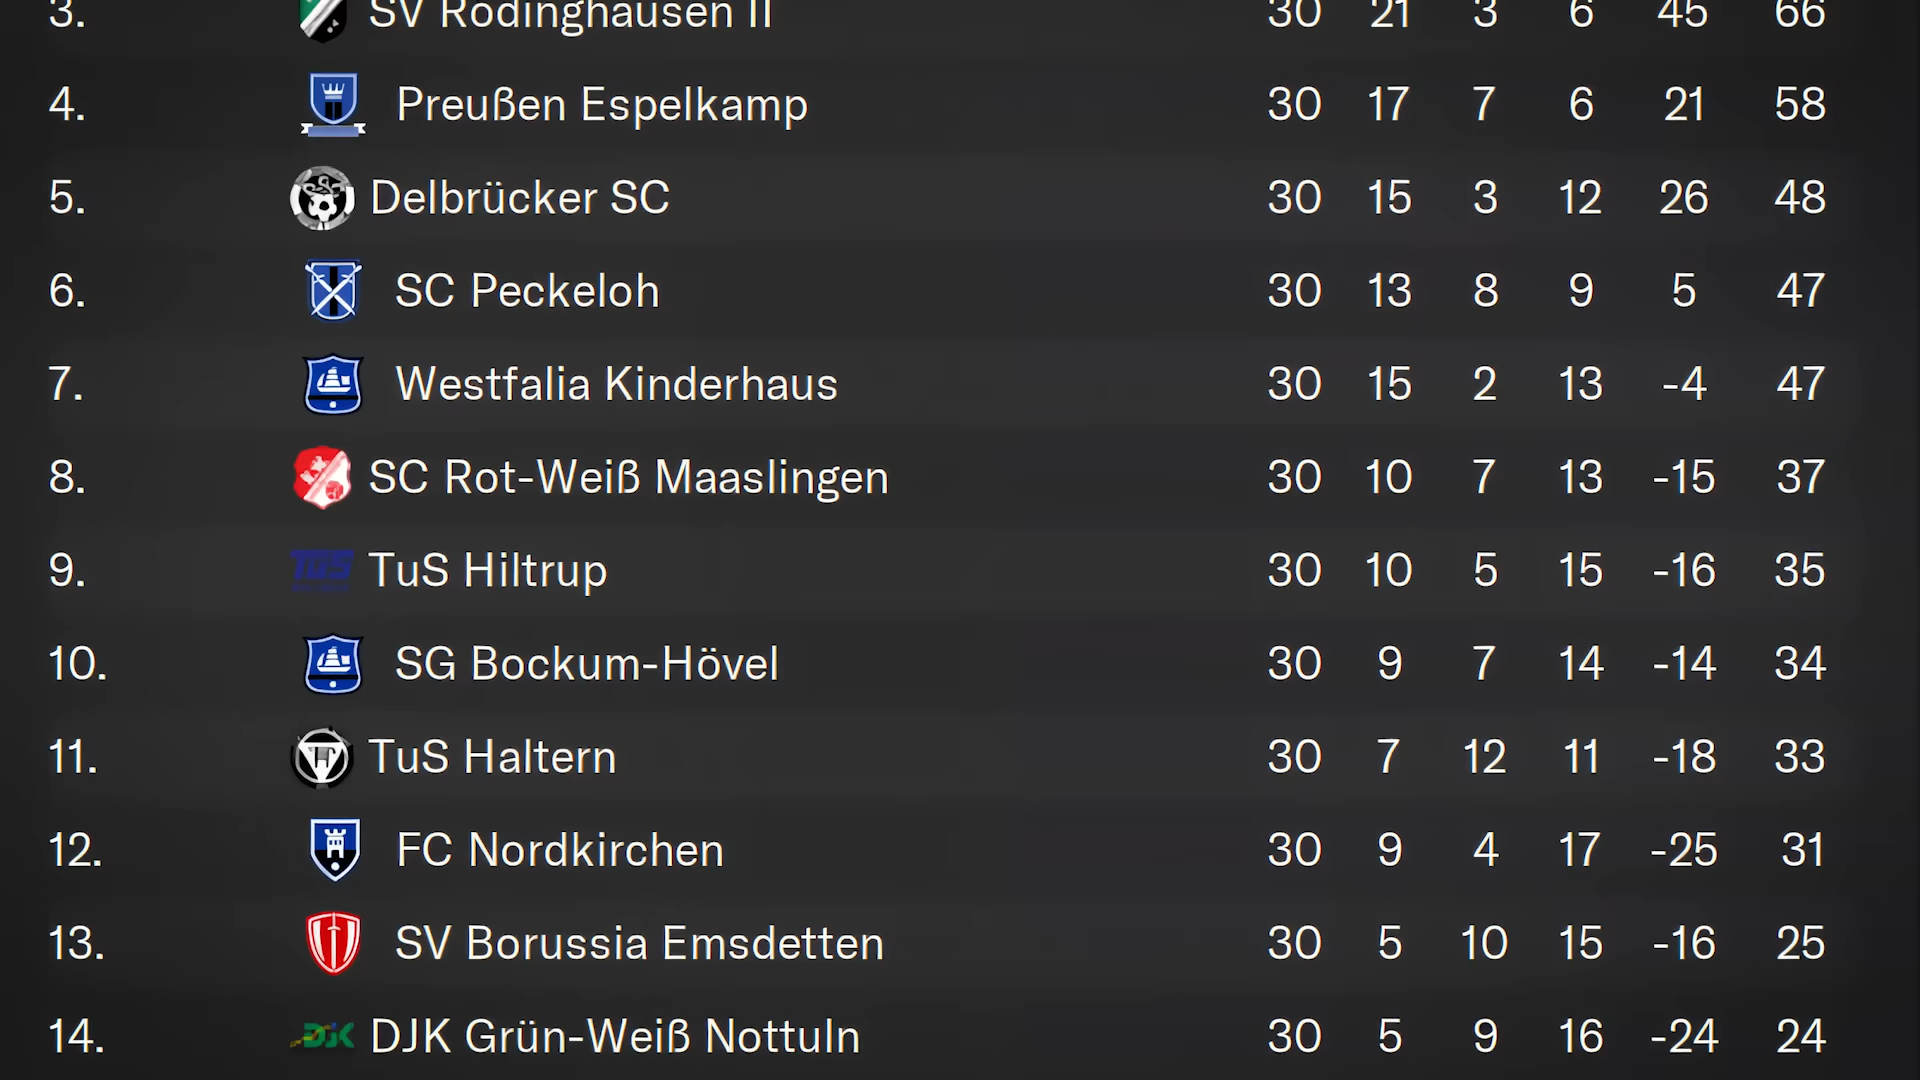 3. SV Rödinghausen II 30 21 3 6 45 66
4. Preußen Espelkamp 30 17 7 6 21 58
5. Delbrücker SC 30 15 3 12 26 48
6. SC Peckeloh 30 13 8 9 5 47
7. Westfalia Kinderhaus 30 15 2 13 -4 47
8. SC Rot-Weiß Maaslingen 30 10 7 13 -15 37
9. TuS TuS Hiltrup 30 10 5 15 -16 35
10. SG Bockum-Hövel 30 9 7 14 -14 34
11. TuS Haltern 30 7 12 11 -18 33
12. FC Nordkirchen 30 9 4 17 -25 31
13. SV Borussia Emsdetten 30 5 10 15 -16 25
14. DJK DJK Grün-Weiß Nottuln 30 5 9 16 -24 24